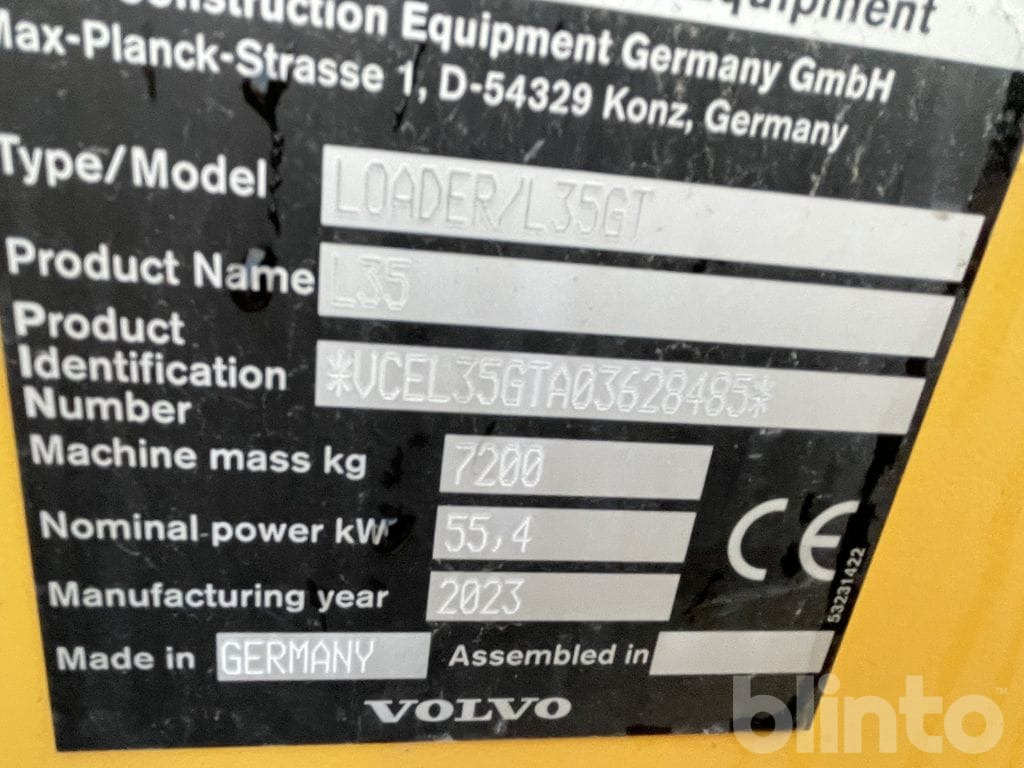 Construction Equipment Germany GmbH
Max-Planck-Strasse 1, D-54329 Konz, Germany
Type/Model LOADER/L35GT
Product Name L35
Product
Identification
Number *VCEL35GTA03628485*
Machine mass kg 7200
Nominal power kW 55,4
Manufacturing year 2023
Made in GERMANY Assembled in
CE
53231422
VOLVO
blinto™